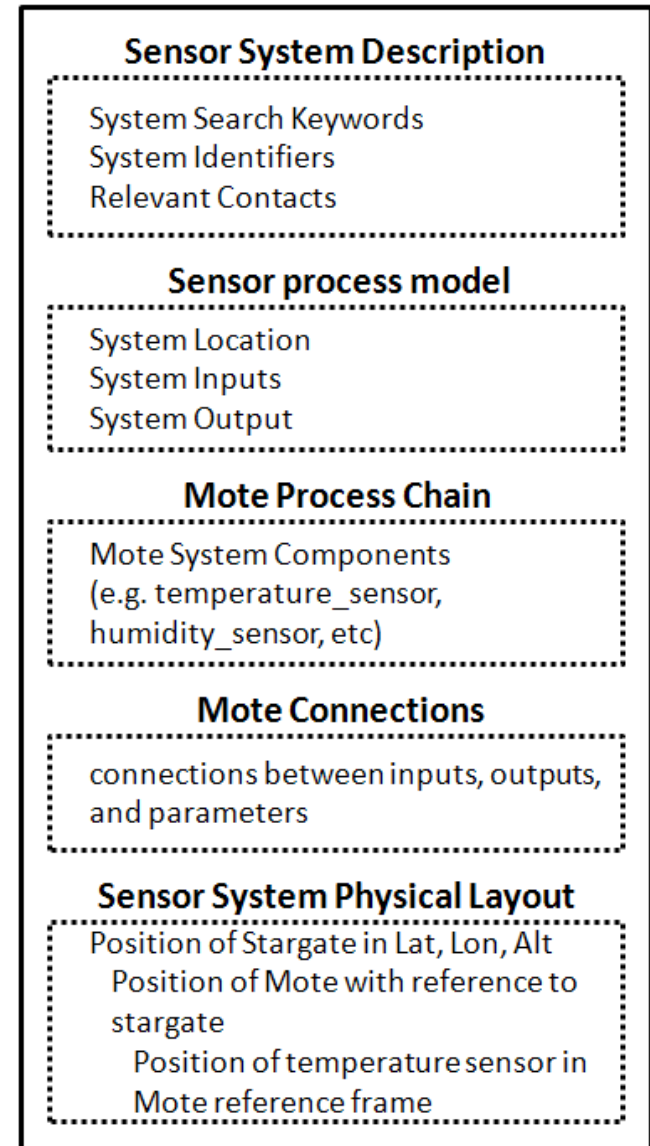 Sensor System Description
System Search Keywords
System Identifiers
Relevant Contacts
Sensor process model
System Location
System Inputs
System Output
Mote Process Chain
Mote System Components
(e.g. temperature_sensor,
humidity_sensor, etc)
Mote Connections
connections between inputs, outputs,
and parameters
Sensor System Physical Layout
Position of Stargate in Lat, Lon, Alt
Position of Mote with reference to
stargate
Position of temperature sensor in
Mote reference frame